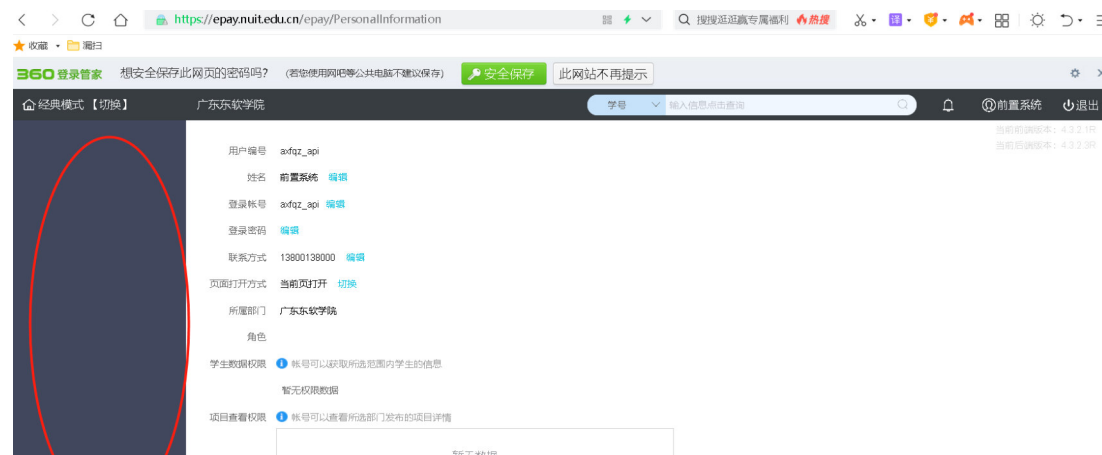 https://epay.nuit.edu.cn/epay/PersonalInformation 搜搜逛逛赢专属福利 热搜
收藏 漏扫
360 登录管家 想安全保存此网页的密码吗? (若您使用网吧等公共电脑不建议保存) 安全保存 此网站不再提示
经典模式【切换】 广东东软学院 学号 输入信息点击查询 前置系统 退出
当前前端版本: 4.3.2.1R
当前后端版本: 4.3.2.3R
用户编号 axfqz_api
姓名 前置系统 编辑
登录帐号 axfqz_api 编辑
登录密码 编辑
联系方式 13800138000 编辑
页面打开方式 当前页打开 切换
所属部门 广东东软学院
角色
学生数据权限 帐号可以获取所选范围内学生的信息
暂无权限数据
项目查看权限 帐号可以查看所选部门发布的项目详情